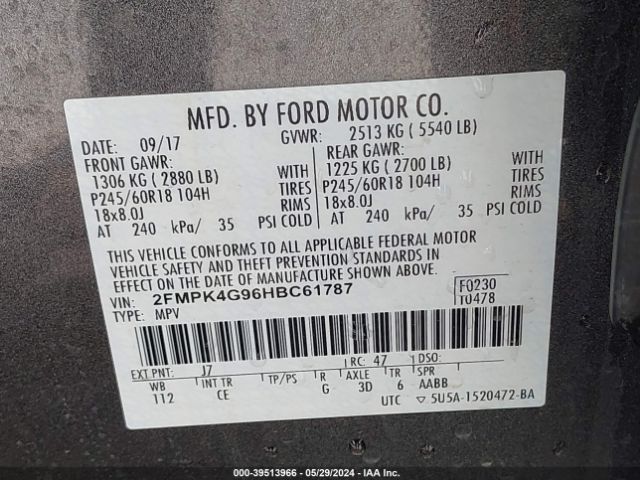 MFD. BY FORD MOTOR CO.
DATE: 09/17 GVWR: 2513 KG ( 5540 LB)
FRONT GAWR: REAR GAWR:
1306 KG ( 2880 LB) WITH 1225 KG ( 2700 LB) WITH
P245/60R18 104H TIRES P245/60R18 104H TIRES
18x8.0J RIMS 18x8.0J RIMS
AT 240 kPa/ 35 PSI COLD AT 240 kPa/ 35 PSI COLD
THIS VEHICLE CONFORMS TO ALL APPLICABLE FEDERAL MOTOR
VEHICLE SAFETY AND THEFT PREVENTION STANDARDS IN
EFFECT ON THE DATE OF MANUFACTURE SHOWN ABOVE.
VIN: 2FMPK4G96HBC61787 F0230
TYPE: MPV T0478
EXT PNT: J7 RC: 47 DSO:
WB INT TR TP/PS R AXLE TR SPR
112 CE G 3D 6 AABB
UTC 5U5A-1520472-BA
000-39513966 - 05/29/2024 - IAA Inc.